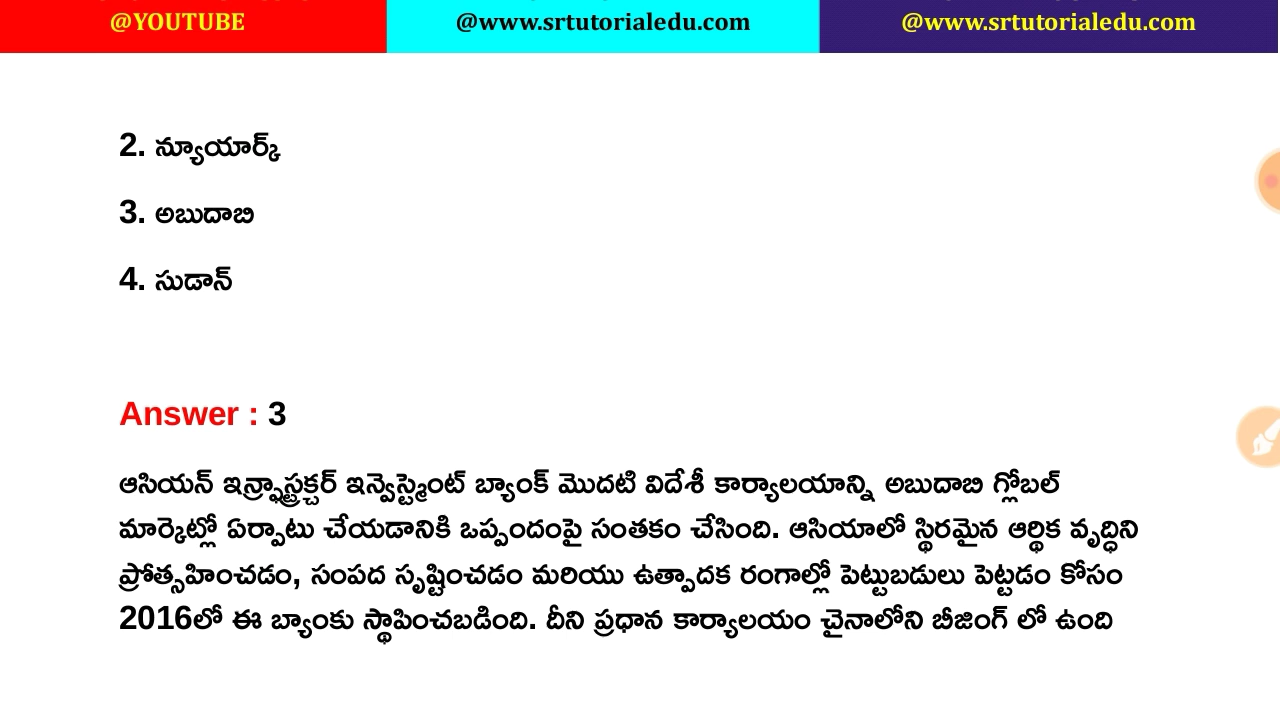 @YOUTUBE
@www.srtutorialedu.com
@www.srtutorialedu.com
2. న్యూయార్క్
3. అబుదాబి
4. సుడాన్
Answer : 3
ఆసియన్ ఇన్ఫ్రాస్ట్రక్చర్ ఇన్వెస్ట్మెంట్ బ్యాంక్ మొదటి విదేశీ కార్యాలయాన్ని అబుదాబి గ్లోబల్
మార్కెట్లో ఏర్పాటు చేయడానికి ఒప్పందంపై సంతకం చేసింది. ఆసియాలో స్థిరమైన ఆర్థిక వృద్ధిని
ప్రోత్సహించడం, సంపద సృష్టించడం మరియు ఉత్పాదక రంగాల్లో పెట్టుబడులు పెట్టడం కోసం
2016లో ఈ బ్యాంకు స్థాపించబడింది. దీని ప్రధాన కార్యాలయం చైనాలోని బీజింగ్ లో ఉంది